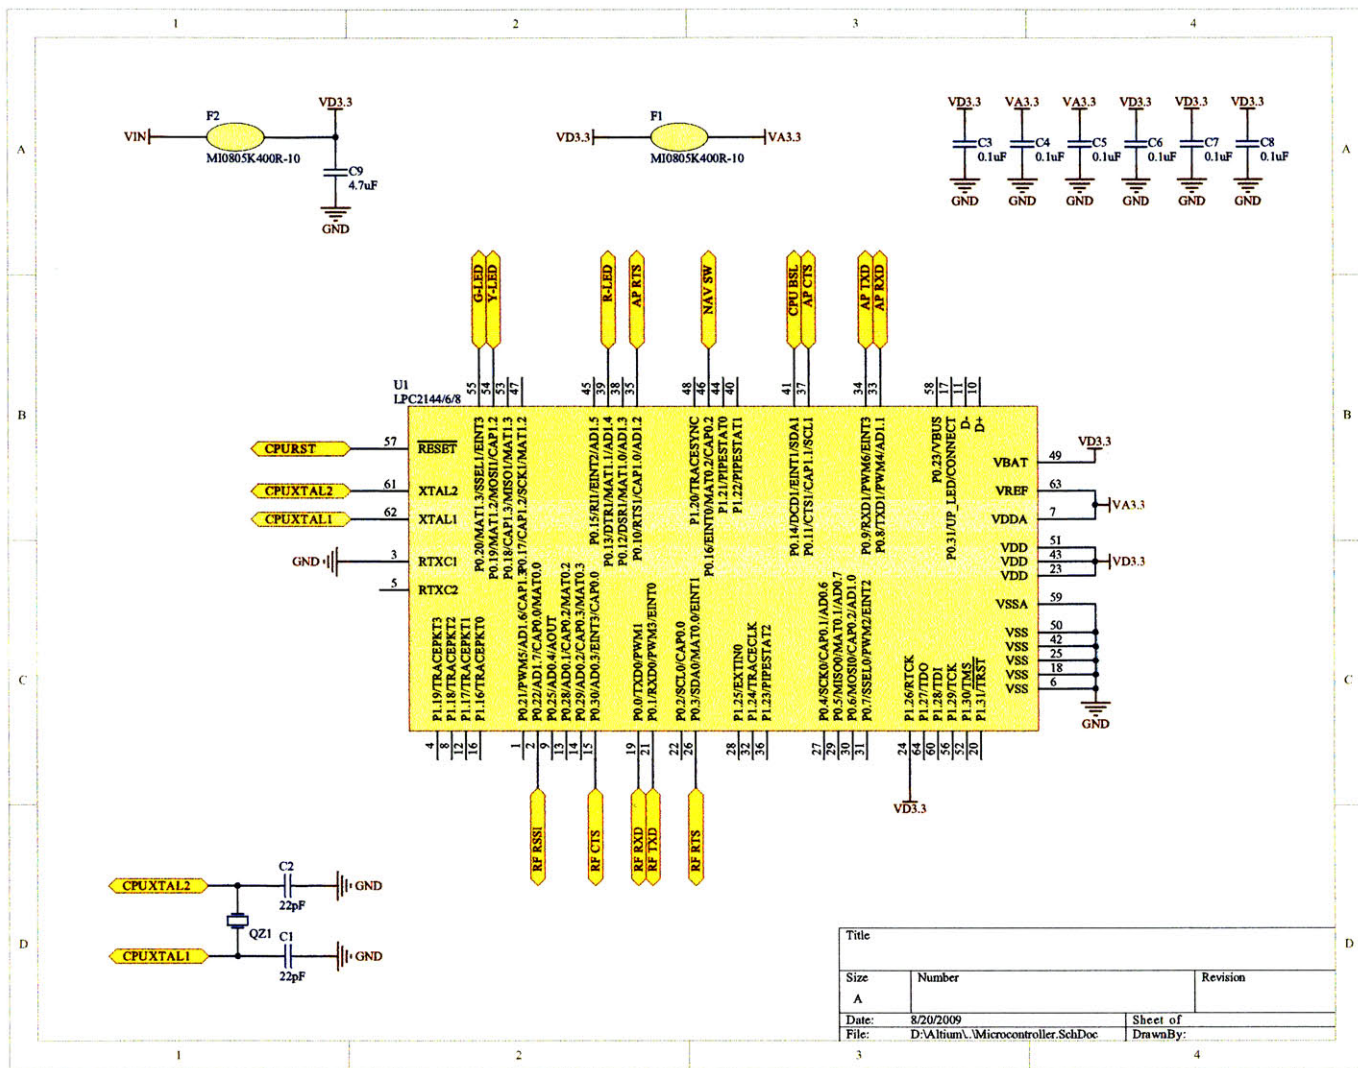 1 2 3 4
A
A
F2
VD3.3
VIN
MI0805K400R-10
C9
4.7uF
GND
F1
VD3.3
VA3.3
MI0805K400R-10
VD3.3 VA3.3 VA3.3 VD3.3 VD3.3 VD3.3
C3 C4 C5 C6 C7 C8
0.1uF 0.1uF 0.1uF 0.1uF 0.1uF 0.1uF
GND GND GND GND GND GND
G-LED
Y-LED
R-LED
AP RTS
NAV SW
CPU BSL
AP CTS
AP TXD
AP RXD
B
B
U1
LPC2144/6/8
55 54 53 47 45 39 38 35 48 46 44 40 41 37 34 33 58 17 11 10
P0.20/MAT1.3/SSEL1/EINT3
P0.19/MAT1.2/MOSI1/CAP1.2
P0.18/CAP1.3/MISO1/MAT1.3
P0.17/CAP1.2/SCK1/MAT1.2
P0.15/RI1/EINT2/AD1.5
P0.13/DTR1/MAT1.1/AD1.4
P0.12/DSR1/MAT1.0/AD1.3
P0.10/RTS1/CAP1.0/AD1.2
P1.20/TRACESYNC
P0.16/EINT0/MAT0.2/CAP0.2
P1.21/PIPESTAT0
P1.22/PIPESTAT1
P0.14/DCD1/EINT1/SDA1
P0.11/CTS1/CAP1.1/SCL1
P0.9/RXD1/PWM6/EINT3
P0.8/TXD1/PWM4/AD1.1
P0.23/VBUS
P0.31/UP_LED/CONNECT
D-
D+
CPURST 57 RESET
CPUXTAL2 61 XTAL2
CPUXTAL1 62 XTAL1
GND 3 RTXC1
5 RTXC2
VBAT 49 VD3.3
VREF 63
VDDA 7 VA3.3
VDD 51
VDD 43 VD3.3
VDD 23
VSSA 59
VSS 50
VSS 42
VSS 25
VSS 18
VSS 6
GND
C
C
P1.19/TRACEPKT3
P1.18/TRACEPKT2
P1.17/TRACEPKT1
P1.16/TRACEPKT0
P0.21/PWM5/AD1.6/CAP1.3
P0.22/AD1.7/CAP0.0/MAT0.0
P0.25/AD0.4/AOUT
P0.28/AD0.1/CAP0.2/MAT0.2
P0.29/AD0.2/CAP0.3/MAT0.3
P0.30/AD0.3/EINT3/CAP0.0
P0.0/TXD0/PWM1
P0.1/RXD0/PWM3/EINT0
P0.2/SCL0/CAP0.0
P0.3/SDA0/MAT0.0/EINT1
P1.25/EXTIN0
P1.24/TRACECLK
P1.23/PIPESTAT2
P0.4/SCK0/CAP0.1/AD0.6
P0.5/MISO0/MAT0.1/AD0.7
P0.6/MOSI0/CAP0.2/AD1.0
P0.7/SSEL0/PWM2/EINT2
P1.26/RTCK
P1.27/TDO
P1.28/TDI
P1.29/TCK
P1.30/TMS
P1.31/TRST
4 8 12 16 1 2 9 13 14 15 19 21 22 26 28 32 36 27 29 30 31 24 64 60 56 52 20
RF RSSI
RF CTS
RF RXD
RF TXD
RF RTS
VD3.3
CPUXTAL2
C2
22pF
GND
QZ1
CPUXTAL1
C1
22pF
GND
D
D
Title
Size Number Revision
A
Date: 8/20/2009 Sheet of
File: D:\Altium\..\Microcontroller.SchDoc DrawnBy:
1 2 3 4